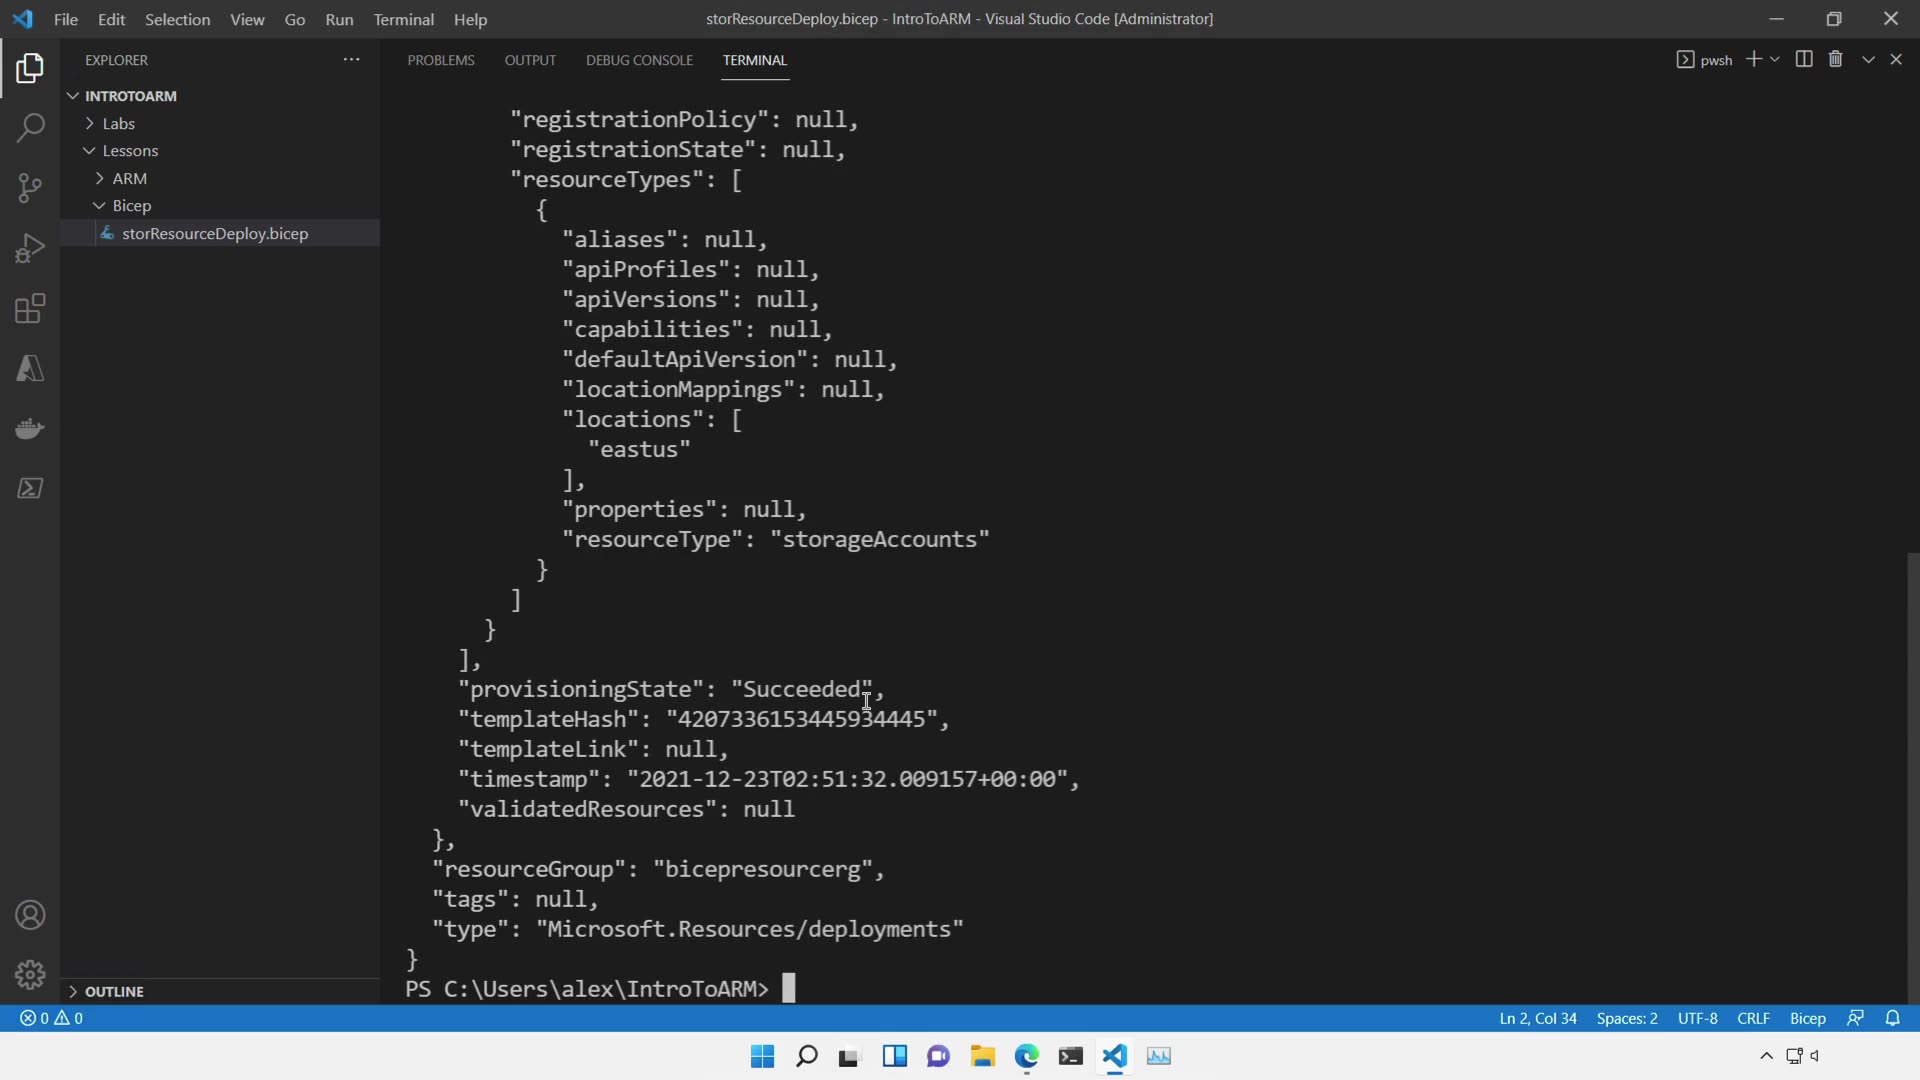 File Edit Selection View Go Run Terminal Help
storResourceDeploy.bicep - IntroToARM - Visual Studio Code [Administrator]
EXPLORER
PROBLEMS OUTPUT DEBUG CONSOLE TERMINAL
pwsh
INTROTOARM
Labs
Lessons
ARM
Bicep
storResourceDeploy.bicep
"registrationPolicy": null,
"registrationState": null,
"resourceTypes": [
{
"aliases": null,
"apiProfiles": null,
"apiVersions": null,
"capabilities": null,
"defaultApiVersion": null,
"locationMappings": null,
"locations": [
"eastus"
],
"properties": null,
"resourceType": "storageAccounts"
}
]
}
],
"provisioningState": "Succeeded",
"templateHash": "4207336153445934445",
"templateLink": null,
"timestamp": "2021-12-23T02:51:32.009157+00:00",
"validatedResources": null
},
"resourceGroup": "bicepresourcerg",
"tags": null,
"type": "Microsoft.Resources/deployments"
}
PS C:\Users\alex\IntroToARM>
OUTLINE
0 0
Ln 2, Col 34 Spaces: 2 UTF-8 CRLF Bicep